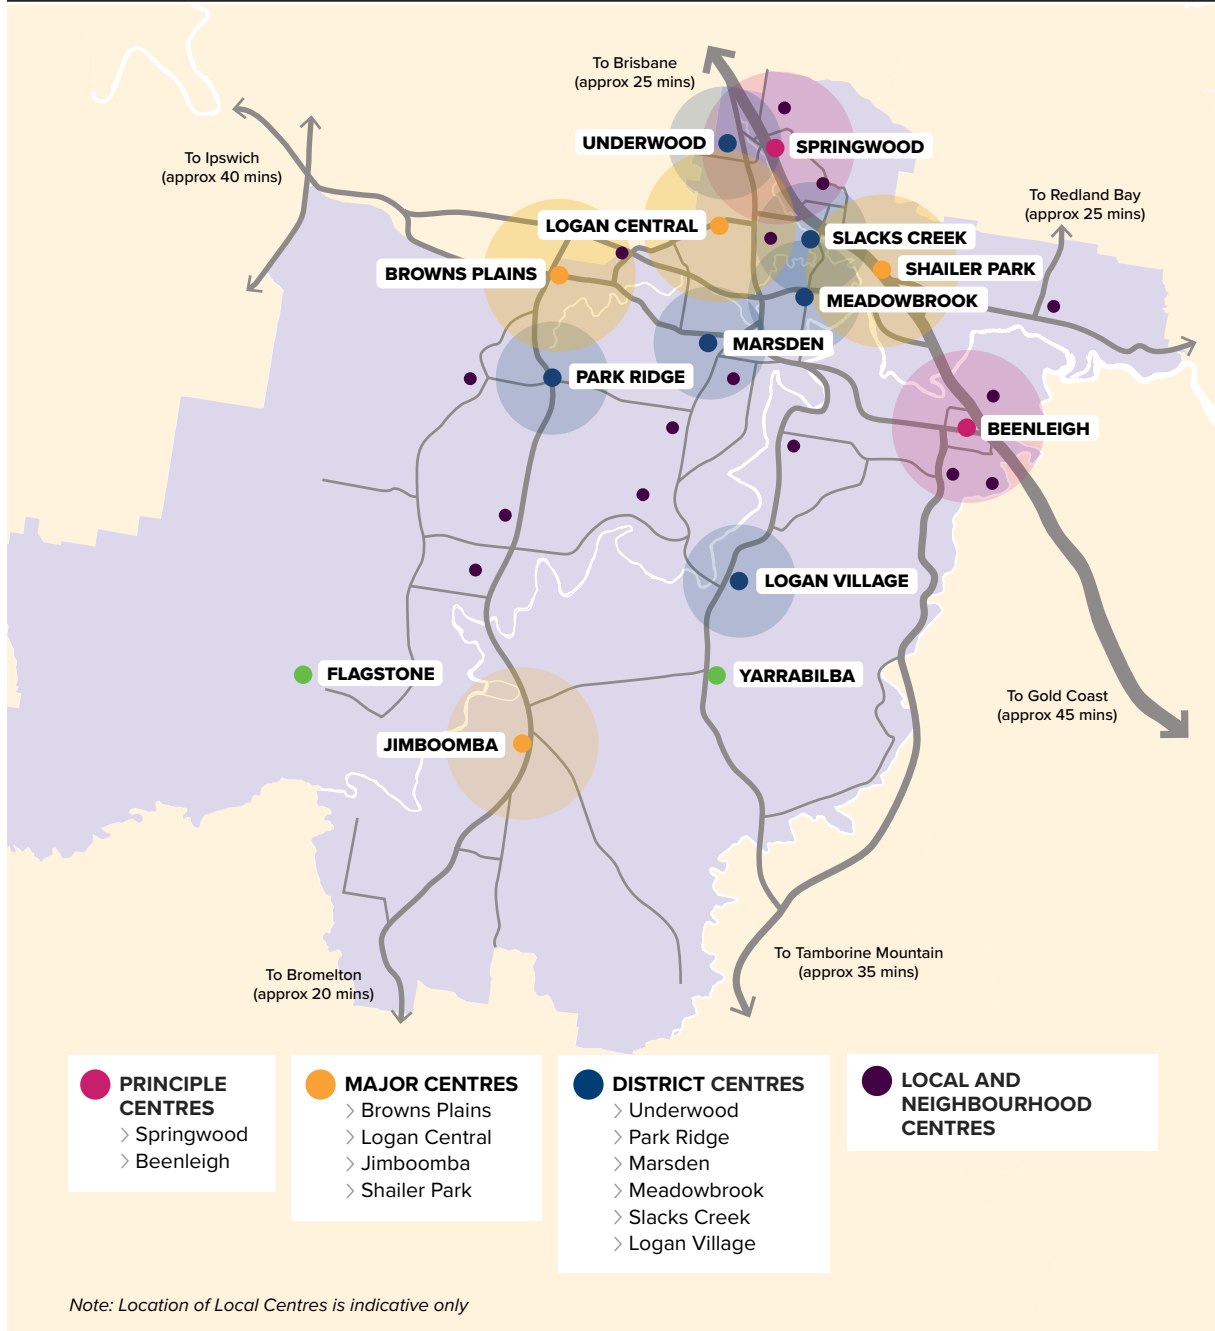 To Brisbane
(approx 25 mins)
UNDERWOOD
SPRINGWOOD
To Ipswich
(approx 40 mins)
To Redland Bay
(approx 25 mins)
LOGAN CENTRAL
SLACKS CREEK
BROWNS PLAINS
SHAILER PARK
MEADOWBROOK
MARSDEN
PARK RIDGE
BEENLEIGH
LOGAN VILLAGE
FLAGSTONE
YARRABILBA
To Gold Coast
(approx 45 mins)
JIMBOOMBA
To Tamborine Mountain
(approx 35 mins)
To Bromelton
(approx 20 mins)
PRINCIPLE
CENTRES
> Springwood
> Beenleigh
MAJOR CENTRES
> Browns Plains
> Logan Central
> Jimboomba
> Shailer Park
DISTRICT CENTRES
> Underwood
> Park Ridge
> Marsden
> Meadowbrook
> Slacks Creek
> Logan Village
LOCAL AND
NEIGHBOURHOOD
CENTRES
Note: Location of Local Centres is indicative only